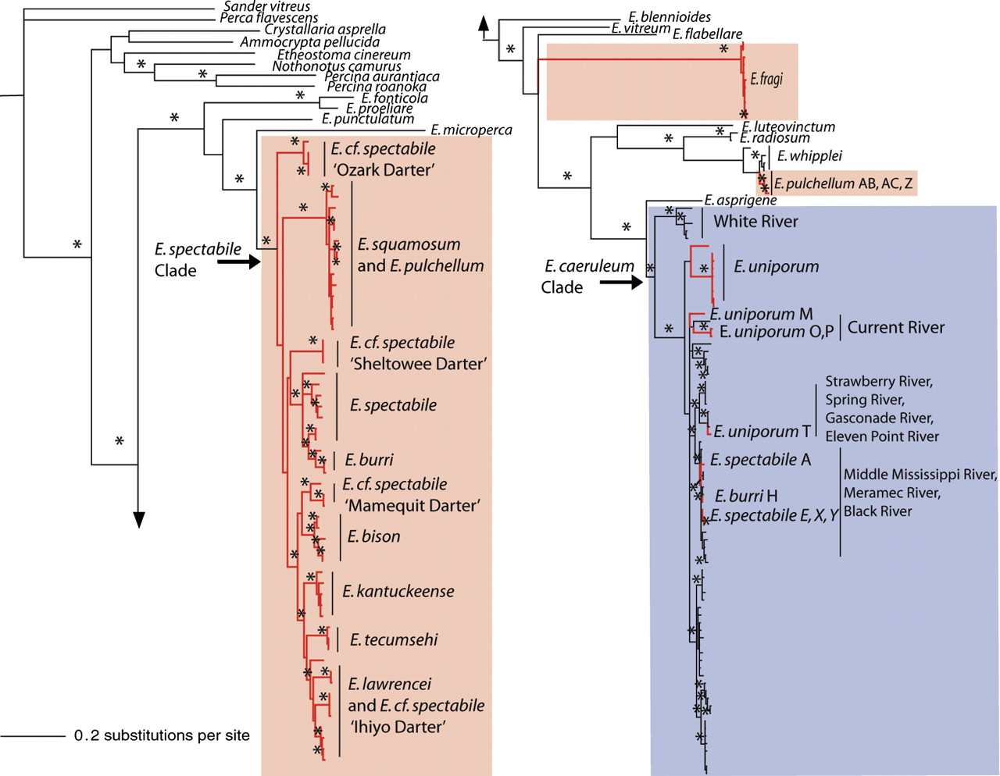 Sander vitreus
Perca flavescens
Crystallaria asprella
Ammocrypta pellucida
Etheostoma cinereum
Nothonotus camurus
Percina aurantiaca
Percina roanoka
E. fonticola
E. proeliare
E. punctulatum
E. microperca
E. cf. spectabile
‘Ozark Darter’
E. squamosum
and E. pulchellum
E. spectabile
Clade
E. cf. spectabile
‘Sheltowee Darter’
E. spectabile
E. burri
E. cf. spectabile
‘Mamequit Darter’
E. bison
E. kantuckeense
E. tecumsehi
E. lawrencei
and E. cf. spectabile
‘Ihiyo Darter’
0.2 substitutions per site
E. blennioides
E. vitreum
E. flabellare
E. fragi
E. luteovinctum
E. radiosum
E. whipplei
E. pulchellum AB, AC, Z
E. asprigene
White River
E. caeruleum
Clade
E. uniporum
E. uniporum M
E. uniporum O,P
Current River
Strawberry River,
Spring River,
Gasconade River,
Eleven Point River
E. uniporum T
E. spectabile A
E. burri H
E. spectabile E, X, Y
Middle Mississippi River,
Meramec River,
Black River